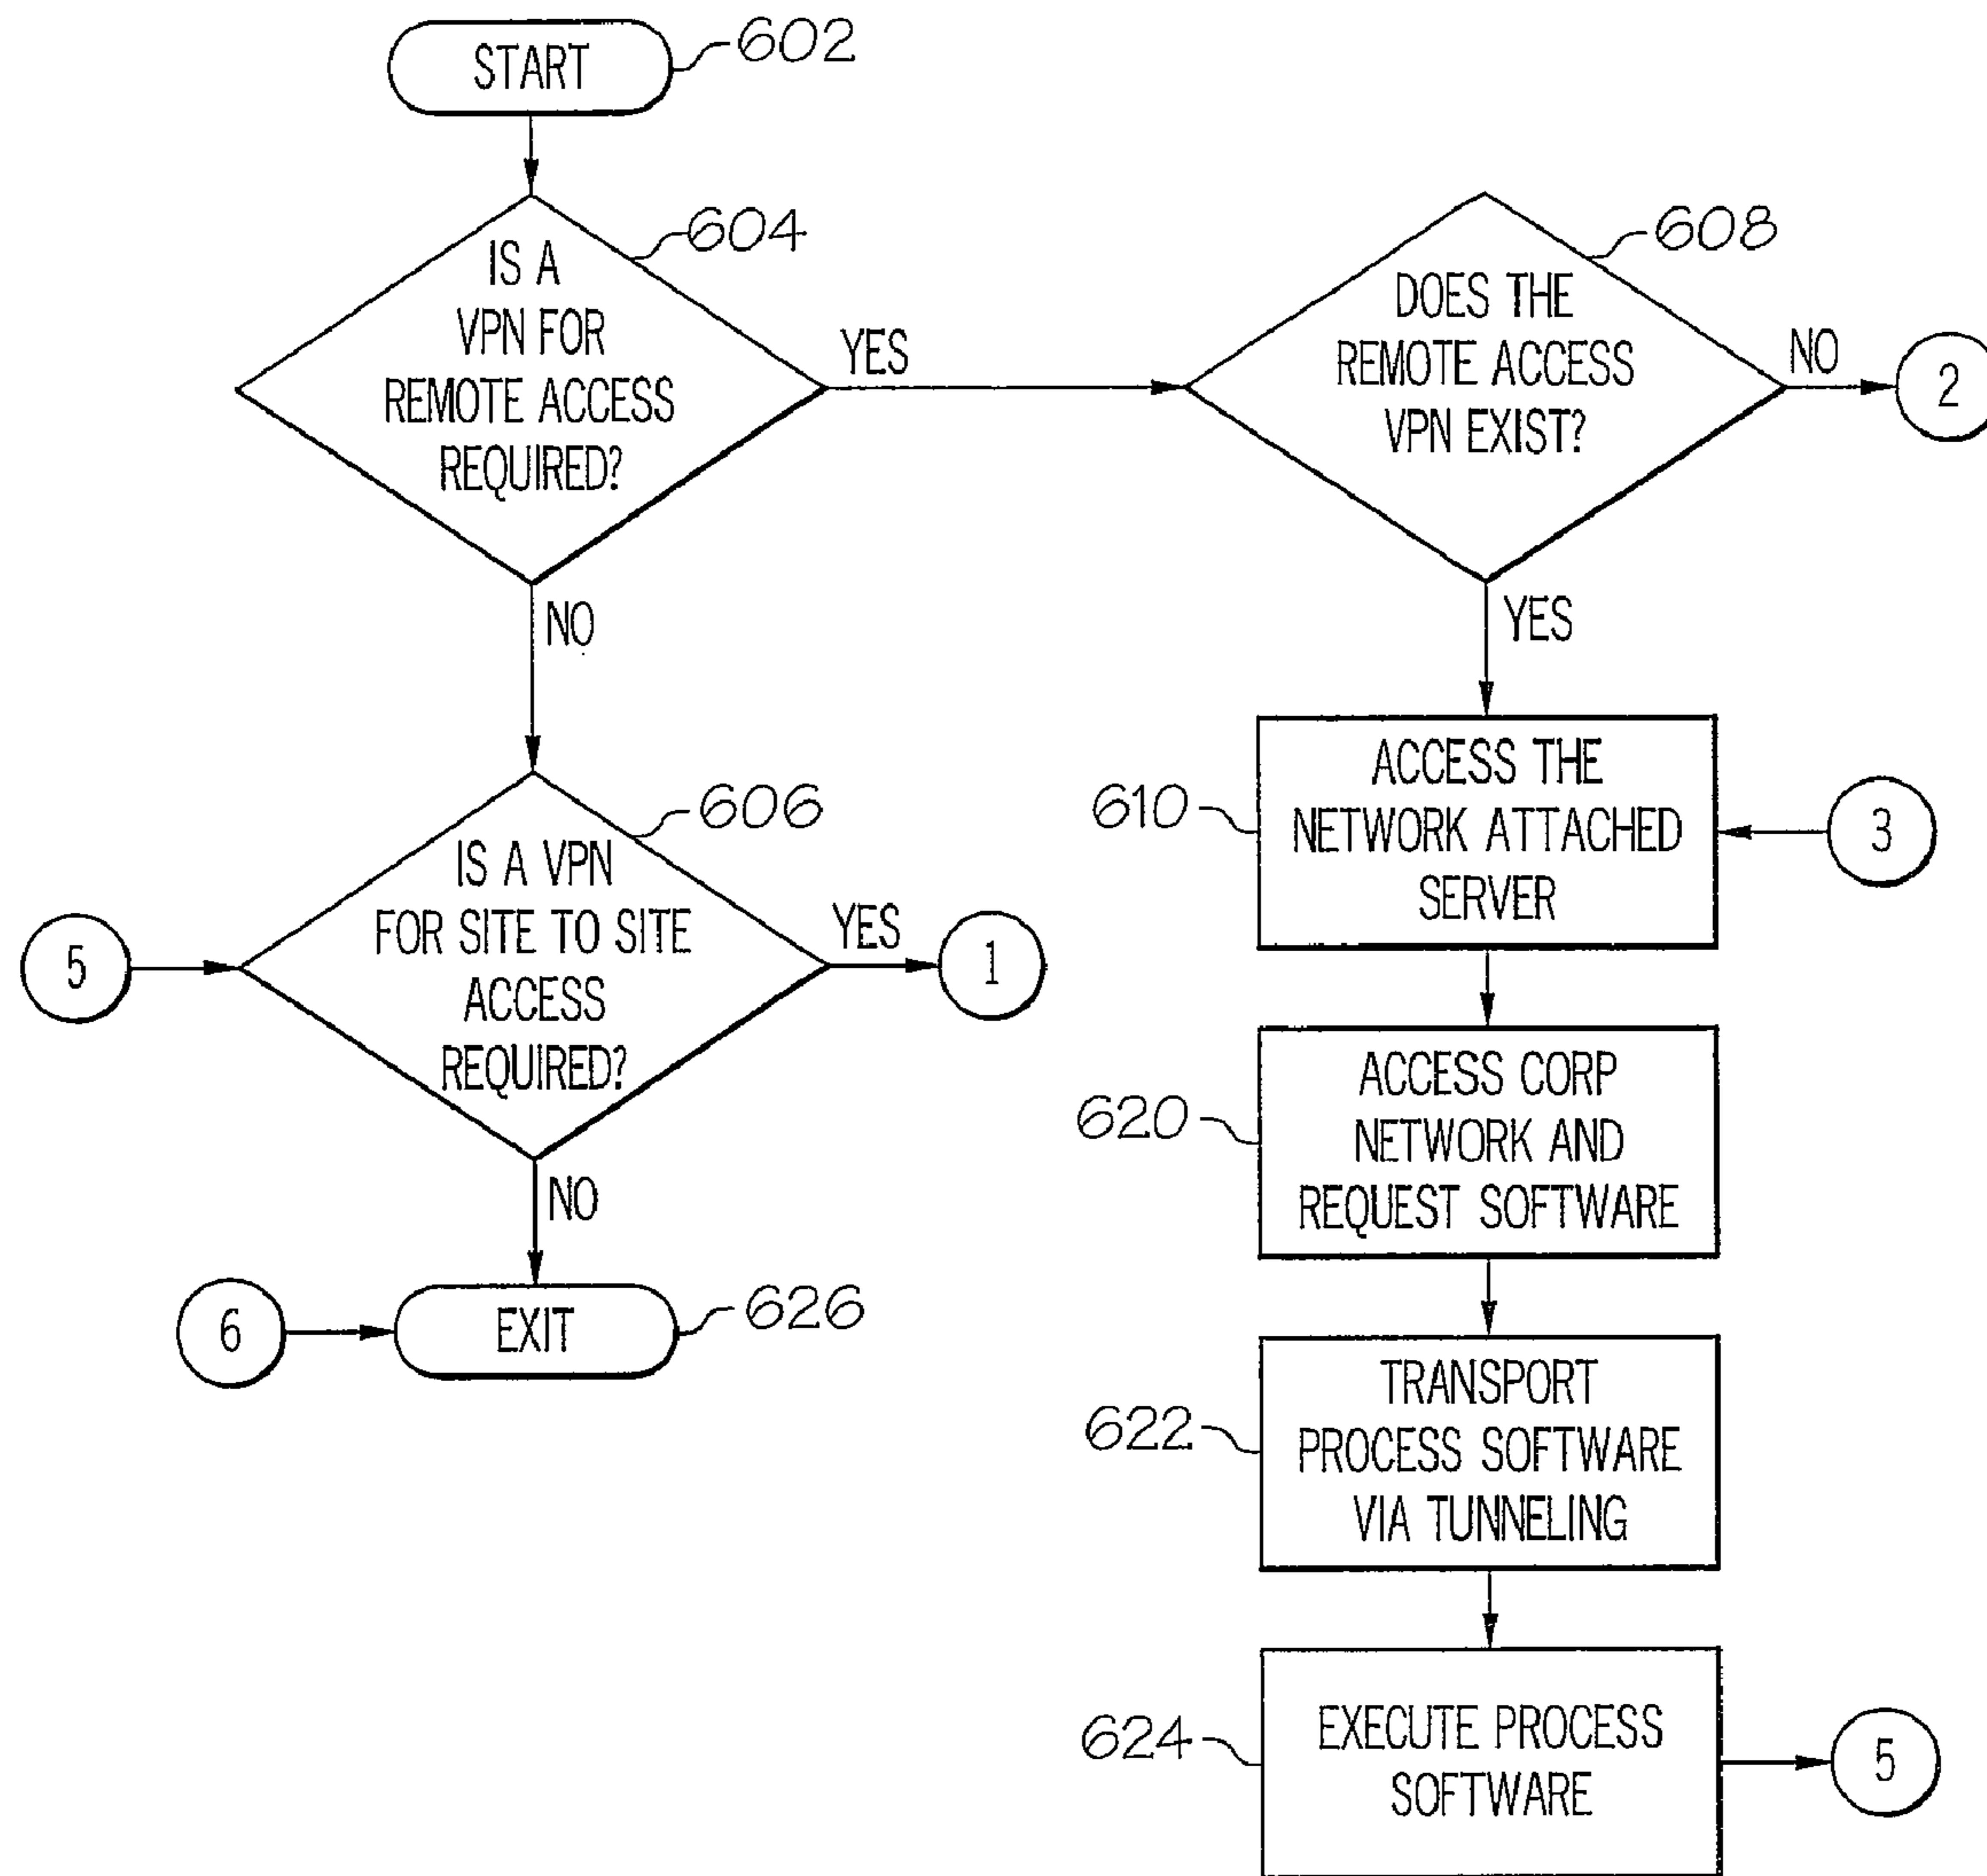 START
602
IS A
VPN FOR
REMOTE ACCESS
REQUIRED?
604
YES
NO
DOES THE
REMOTE ACCESS
VPN EXIST?
608
NO
2
YES
IS A VPN
FOR SITE TO SITE
ACCESS
REQUIRED?
606
5
YES
1
NO
6
EXIT
626
ACCESS THE
NETWORK ATTACHED
SERVER
610
3
ACCESS CORP
NETWORK AND
REQUEST SOFTWARE
620
TRANSPORT
PROCESS SOFTWARE
VIA TUNNELING
622
EXECUTE PROCESS
SOFTWARE
624
5